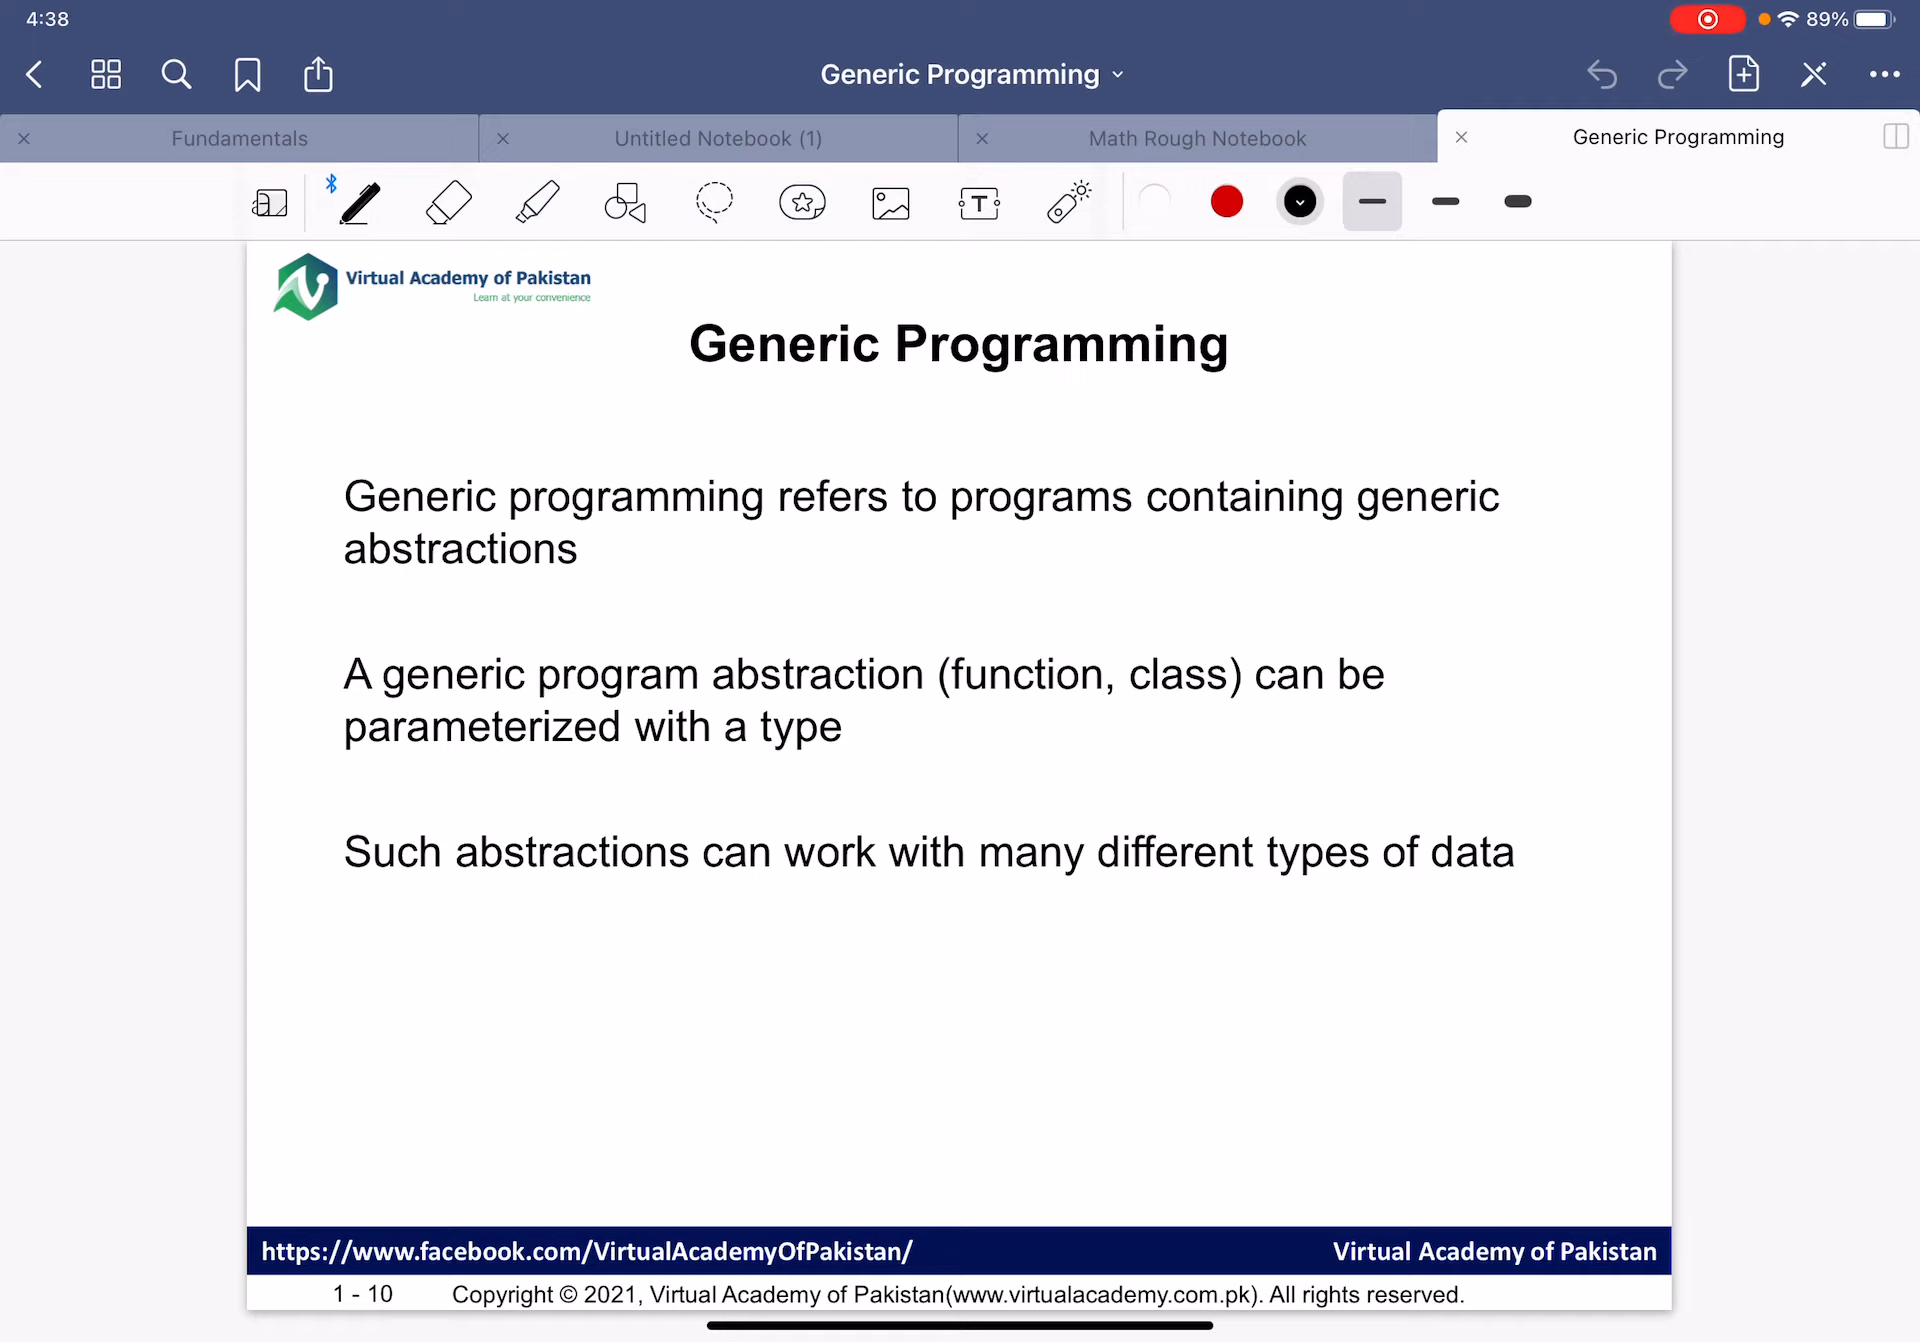 4:38
89%
Generic Programming
Fundamentals
Untitled Notebook (1)
Math Rough Notebook
Generic Programming
T
Virtual Academy of Pakistan
Learn at your convenience
Generic Programming
Generic programming refers to programs containing generic
abstractions
A generic program abstraction (function, class) can be
parameterized with a type
Such abstractions can work with many different types of data
https://www.facebook.com/VirtualAcademyOfPakistan/
Virtual Academy of Pakistan
1 - 10
Copyright © 2021, Virtual Academy of Pakistan(www.virtualacademy.com.pk). All rights reserved.